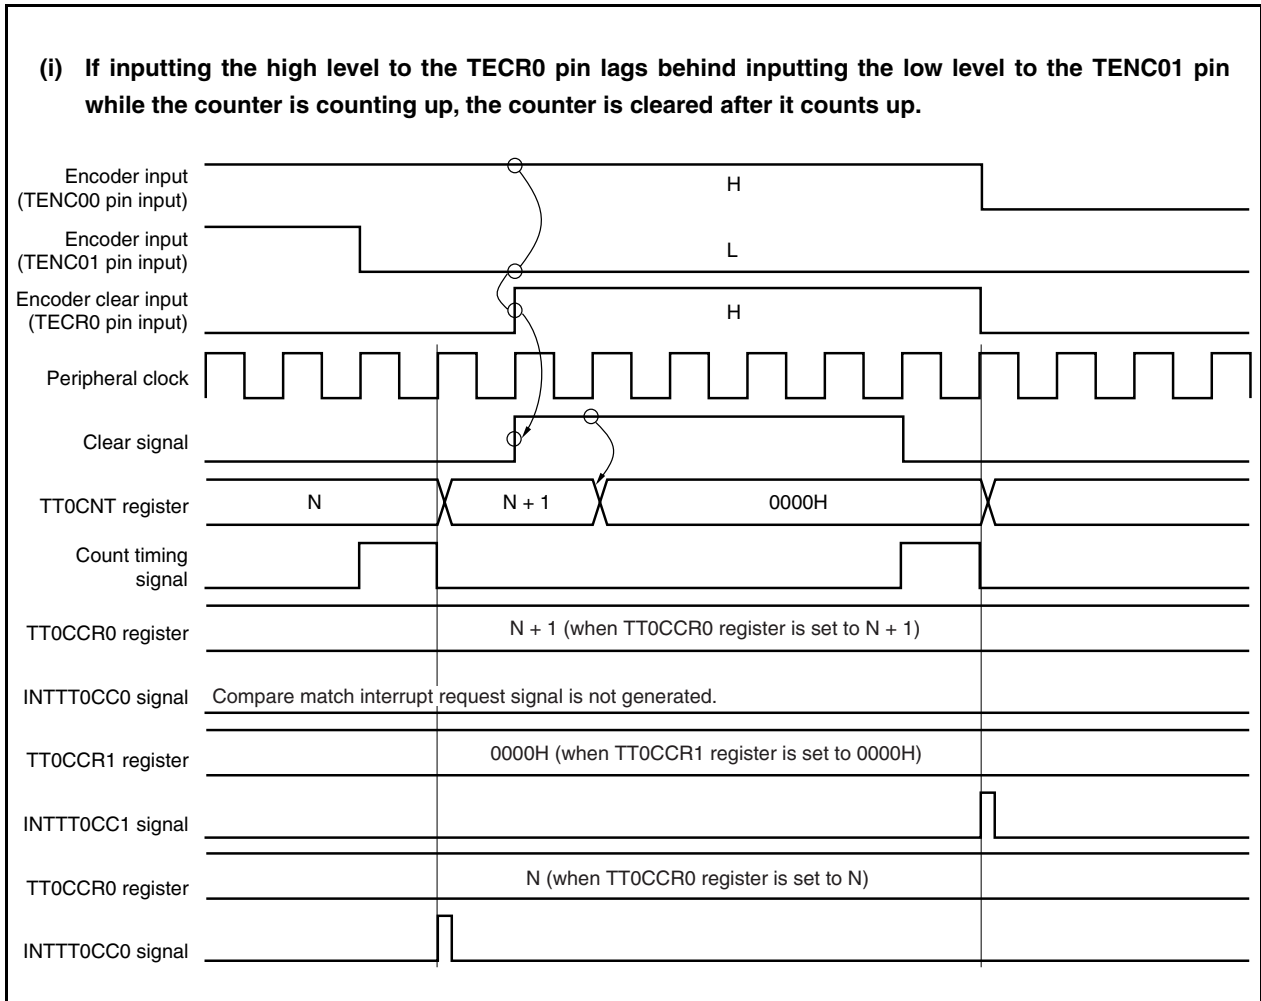 (i) If inputting the high level to the TECR0 pin lags behind inputting the low level to the TENC01 pin
while the counter is counting up, the counter is cleared after it counts up.
Encoder input
(TENC00 pin input)
H
Encoder input
(TENC01 pin input)
L
Encoder clear input
(TECR0 pin input)
H
Peripheral clock
Clear signal
TT0CNT register
N
N + 1
0000H
Count timing
signal
TT0CCR0 register
N + 1 (when TT0CCR0 register is set to N + 1)
INTTT0CC0 signal
Compare match interrupt request signal is not generated.
TT0CCR1 register
0000H (when TT0CCR1 register is set to 0000H)
INTTT0CC1 signal
TT0CCR0 register
N (when TT0CCR0 register is set to N)
INTTT0CC0 signal